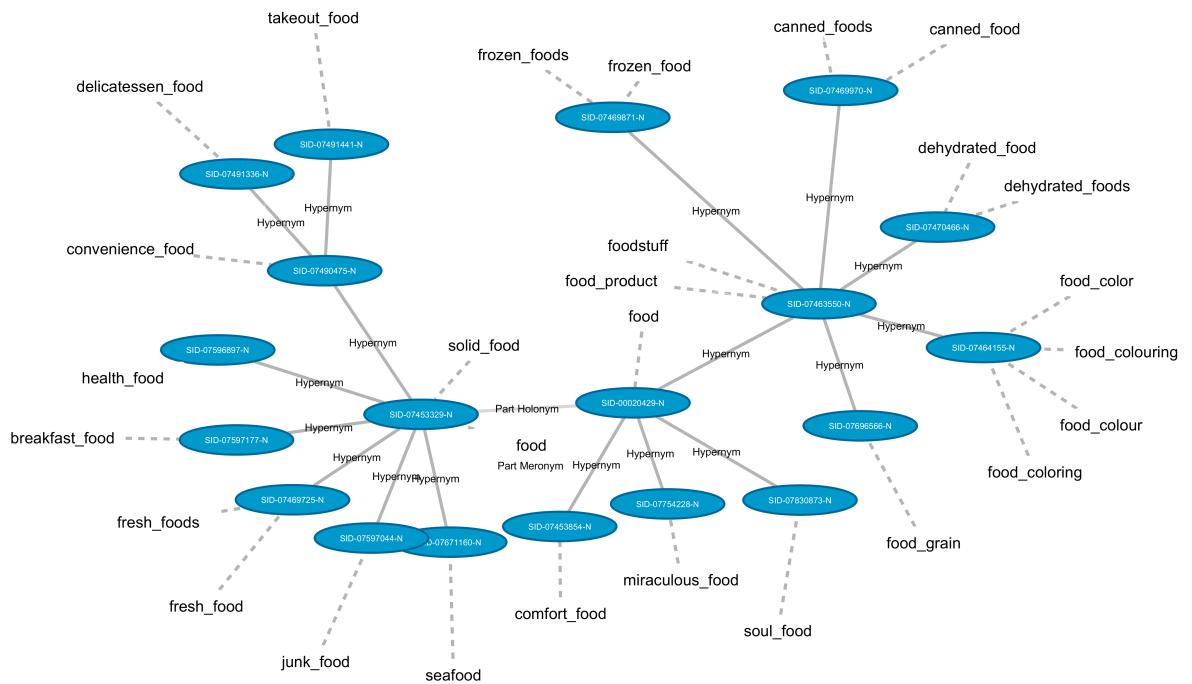 takeout_food
canned_foods
canned_food
frozen_foods
frozen_food
delicatessen_food
SID-07469970-N
SID-07469871-N
SID-07491441-N
dehydrated_food
SID-07491336-N
dehydrated_foods
Hypernym
Hypernym
Hypernym
Hypernym
SID-07470466-N
convenience_food
foodstuff
SID-07490475-N
Hypernym
food_product
food_color
SID-07463550-N
food
Hypernym
Hypernym
solid_food
SID-07464155-N
food_colouring
SID-07596897-N
Hypernym
Hypernym
health_food
Hypernym
SID-00020429-N
Part Holonym
SID-07453329-N
food_colour
SID-07696566-N
Hypernym
breakfast_food
SID-07597177-N
food
Hypernym
Hypernym
Hypernym
Hypernym
Part Meronym
Hypernym
food_coloring
Hypernym
Hypernym
SID-07469725-N
SID-07830873-N
SID-07754228-N
fresh_foods
SID-07453854-N
SID-07597044-N
07671160-N
food_grain
miraculous_food
fresh_food
comfort_food
soul_food
junk_food
seafood